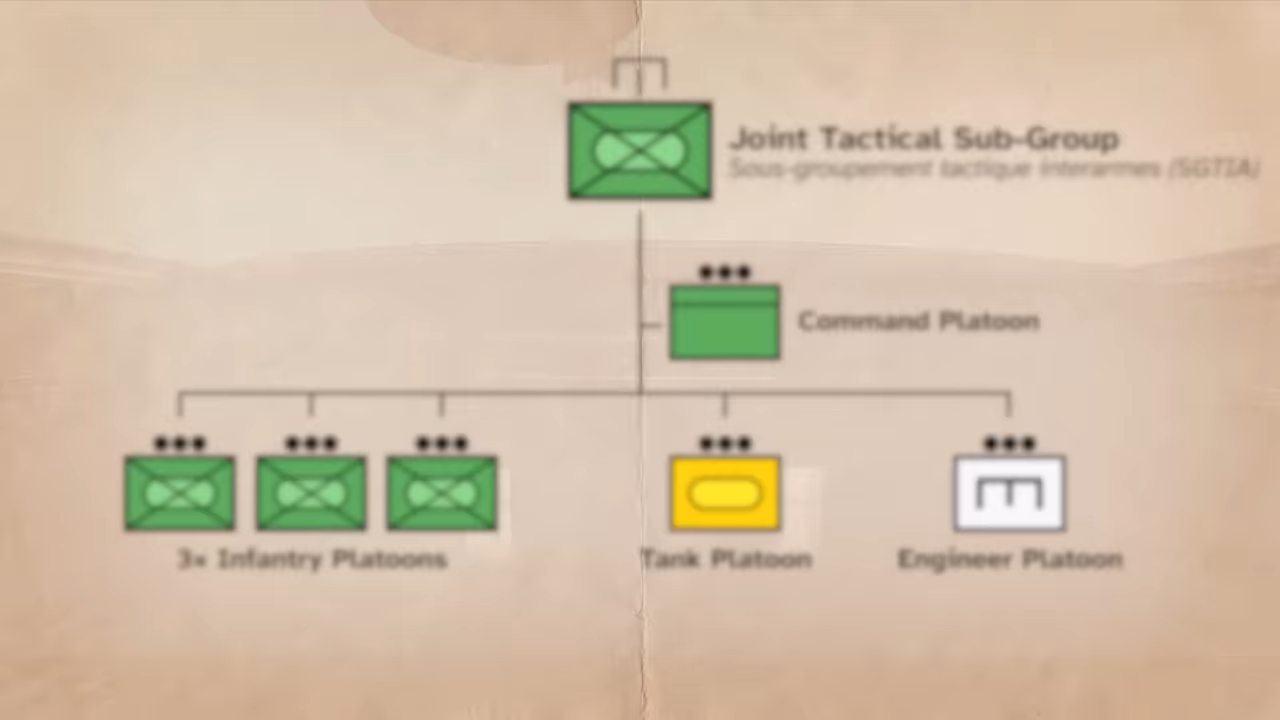 Joint Tactical Sub-Group
Sous-groupement tactique interarmes (SGTIA)
Command Platoon
3× Infantry Platoons
Tank Platoon
Engineer Platoon